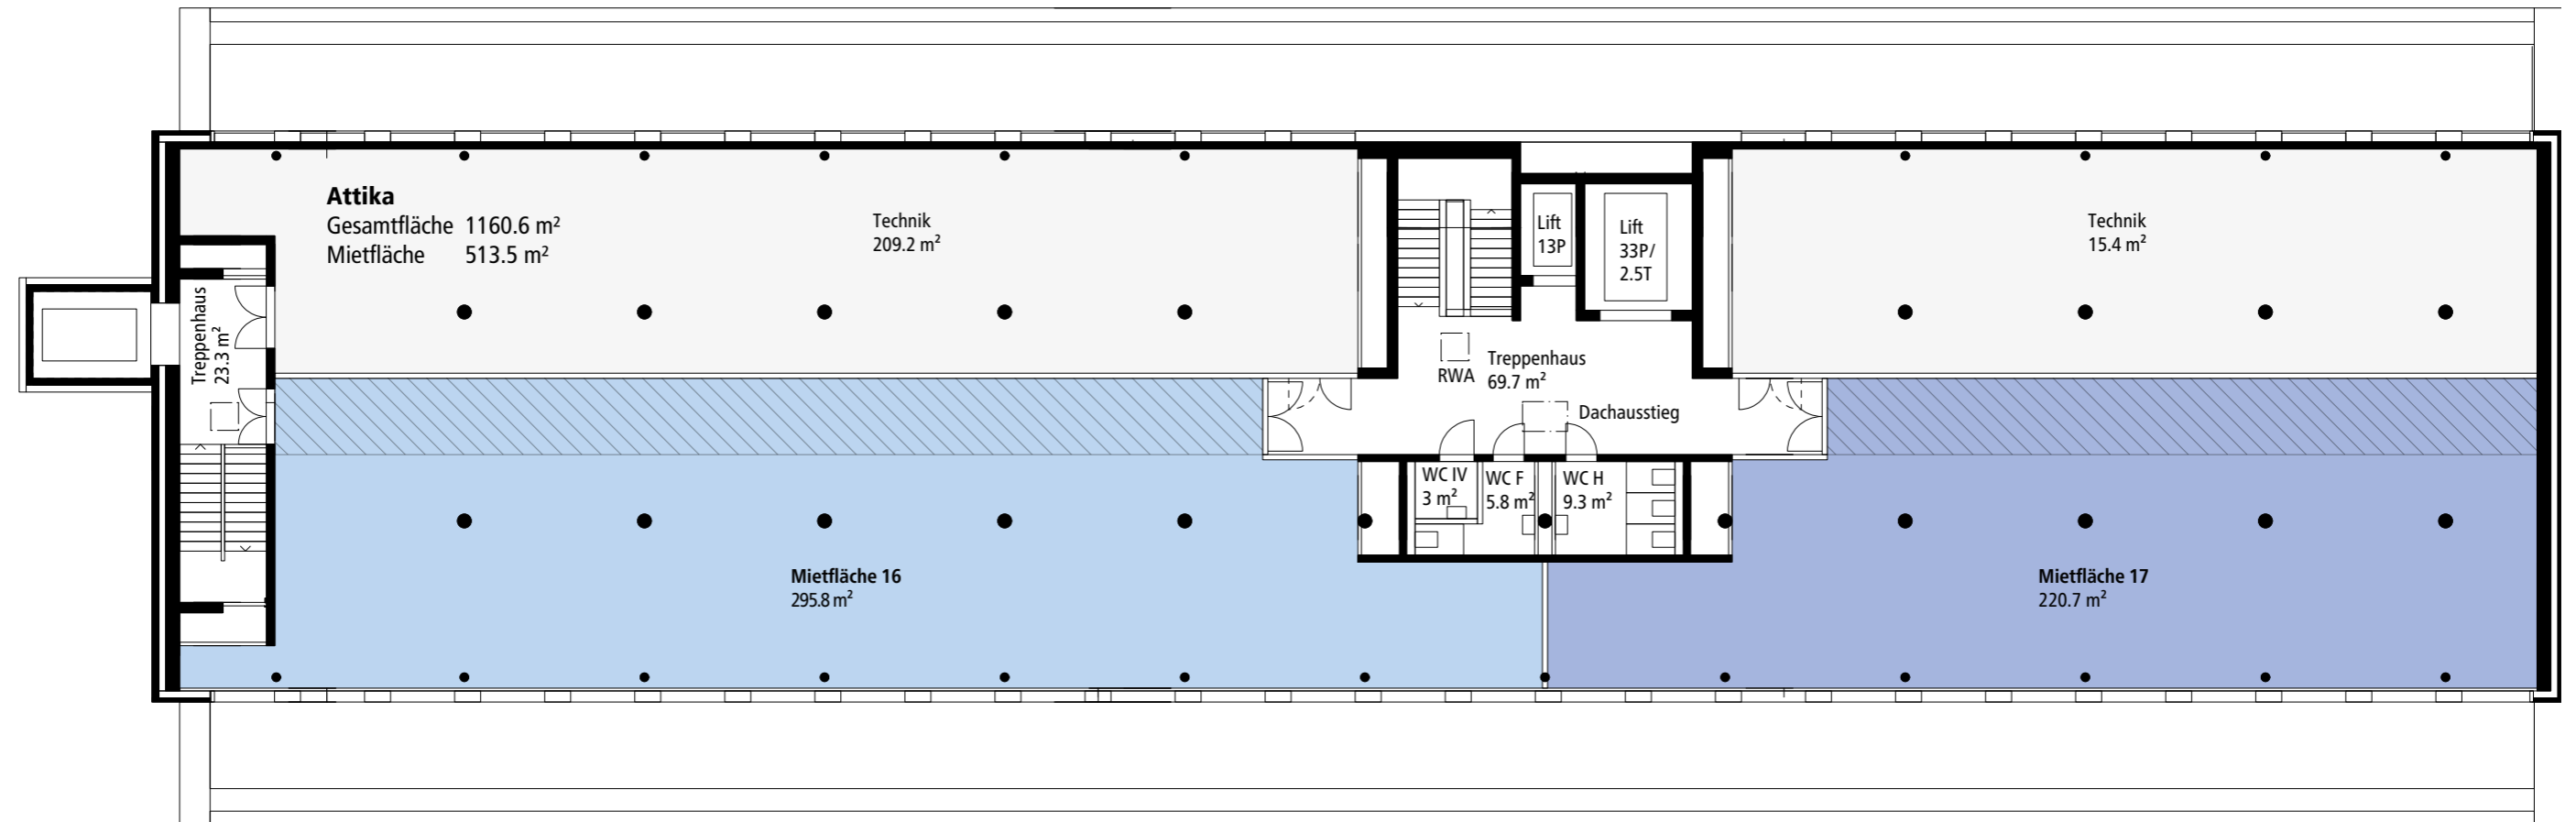 Attika
Gesamtfläche 1160.6 m²
Mietfläche 513.5 m²
Technik
209.2 m²
Lift
13P
Lift
33P/
2.5T
Technik
15.4 m²
Treppenhaus
23.3 m²
RWA
Treppenhaus
69.7 m²
Dachausstieg
WC IV
3 m²
WC F
5.8 m²
WC H
9.3 m²
Mietfläche 16
295.8 m²
Mietfläche 17
220.7 m²